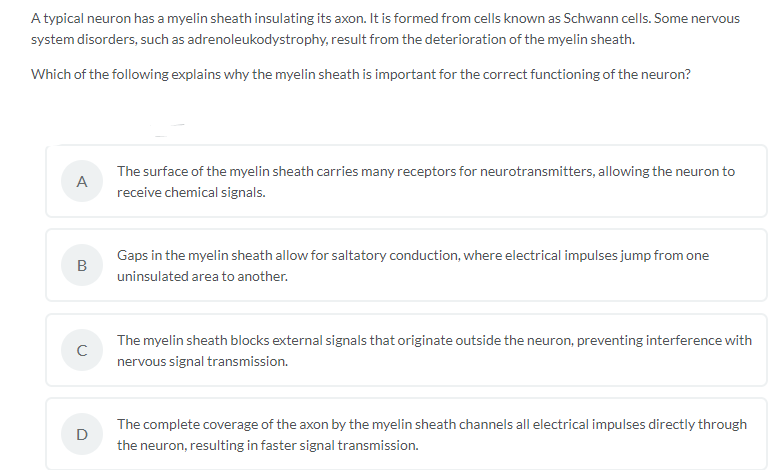 A typical neuron has a myelin sheath insulating its axon. It is formed from cells known as Schwann cells. Some nervous
system disorders, such as adrenoleukodystrophy, result from the deterioration of the myelin sheath.
Which of the following explains why the myelin sheath is important for the correct functioning of the neuron?
A
The surface of the myelin sheath carries many receptors for neurotransmitters, allowing the neuron to
receive chemical signals.
B
Gaps in the myelin sheath allow for saltatory conduction, where electrical impulses jump from one
uninsulated area to another.
C
The myelin sheath blocks external signals that originate outside the neuron, preventing interference with
nervous signal transmission.
D
The complete coverage of the axon by the myelin sheath channels all electrical impulses directly through
the neuron, resulting in faster signal transmission.